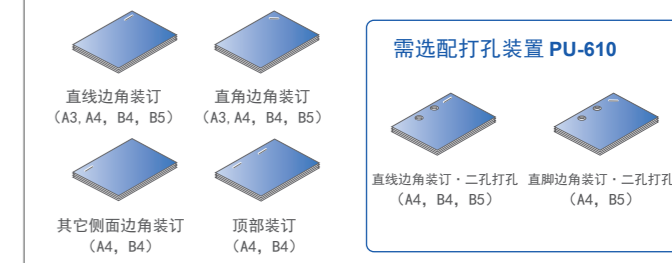 直线边角装订
（A3,A4，B4，B5）
直角边角装订
（A3,A4，B4，B5）
其它侧面边角装订
（A4，B4）
顶部装订
（A4，B4）
需选配打孔装置 PU-610
直线边角装订·二孔打孔
（A4，B4，B5）
直脚边角装订·二孔打孔
（A4，B5）